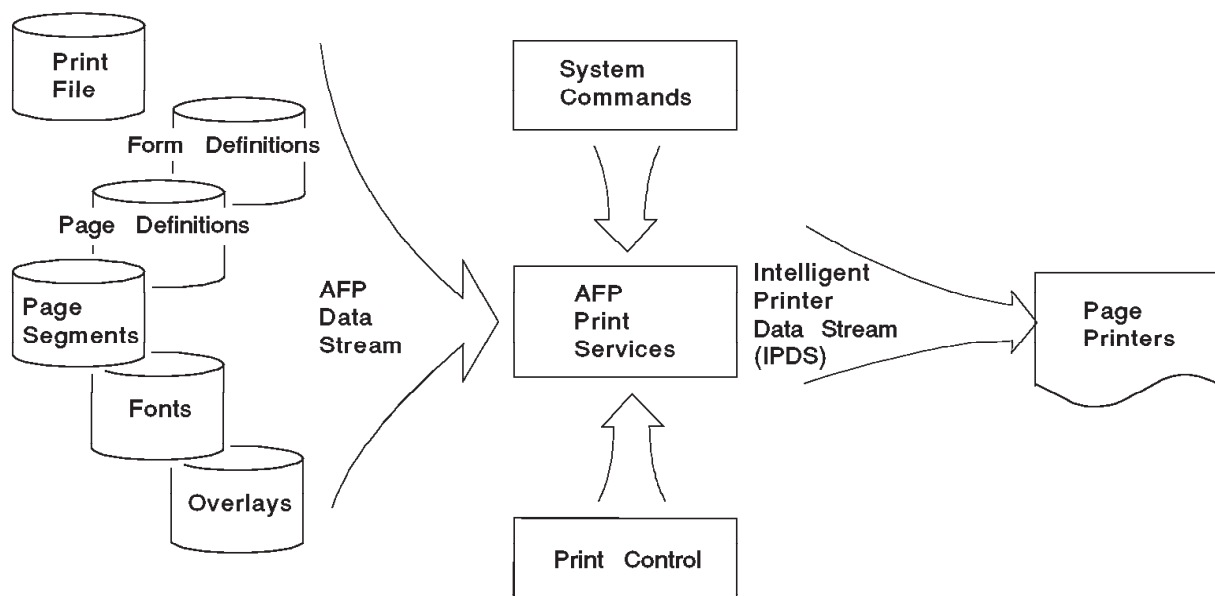 Print
File
Form Definitions
Page Definitions
Page
Segments
Fonts
Overlays
AFP
Data
Stream
System
Commands
AFP
Print
Services
Print Control
Intelligent
Printer
Data Stream
(IPDS)
Page
Printers